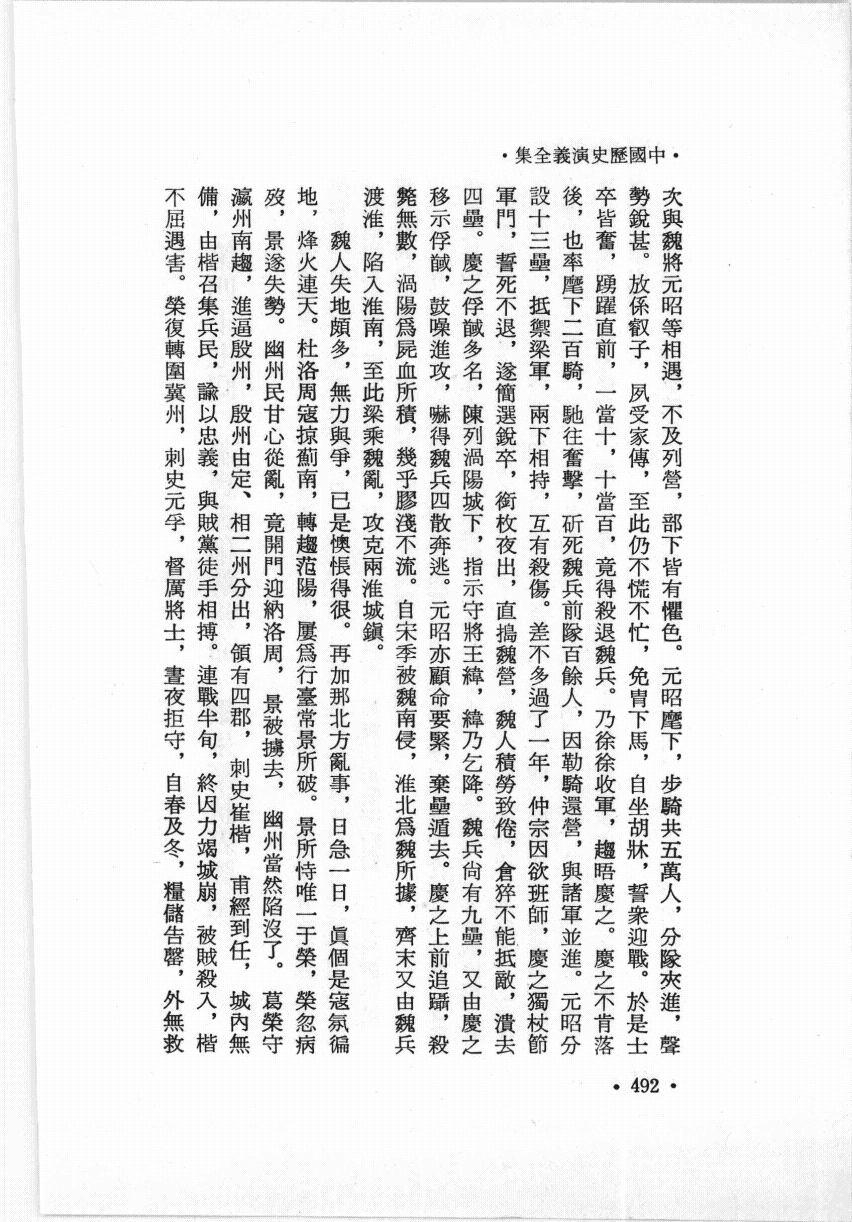 •中國歷史演義全集•
次與魏將元昭等相遇，不及列營，部下皆有懼色。元昭麾下，步騎共五萬人，分隊夾進，聲
勢銳甚。放係叡子，夙受家傳，至此仍不慌不忙，免冑下馬，自坐胡牀，誓衆迎戰。於是士
卒皆奮，踴躍直前，一當十，十當百，竟得殺退魏兵。乃徐徐收軍，趨晤慶之。慶之不肯落
後，也率麾下二百騎，馳往奮擊，斫死魏兵前隊百餘人，因勒騎還營，與諸軍並進。元昭分
設十三壘，抵禦梁軍，兩下相持，互有殺傷。差不多過了一年，仲宗因欲班師，慶之獨杖節
軍門，誓死不退，遂簡選銳卒，銜枚夜出，直搗魏營，魏人積勞致倦，倉猝不能抵敵，潰去
四壘。慶之俘馘多名，陳列渦陽城下，指示守將王緯，緯乃乞降。魏兵尙有九壘，又由慶之
移示俘馘，鼓噪進攻，嚇得魏兵四散奔逃。元昭亦顧命要緊，棄壘遁去。慶之上前追躡，殺
斃無數，渦陽爲屍血所積，幾乎膠淺不流。自宋季被魏南侵，淮北爲魏所據，齊末又由魏兵
渡淮，陷入淮南，至此梁乘魏亂，攻克兩淮城鎭。
魏人失地頗多，無力與爭，已是懊悵得很。再加那北方亂事，日急一日，眞個是寇氛徧
地，烽火連天。杜洛周寇掠薊南，轉趨范陽，屢爲行臺常景所破。景所恃唯一于榮，榮忽病
歿，景遂失勢。幽州民甘心從亂，竟開門迎納洛周，景被擄去，幽州當然陷沒了。葛榮守
瀛州南趨，進逼殷州，殷州由定、相二州分出，領有四郡，刺史崔楷，甫經到任，城內無
備，由楷召集兵民，諭以忠義，與賊黨徒手相搏。連戰半旬，終因力竭城崩，被賊殺入，楷
不屈遇害。榮復轉圍冀州，刺史元孚，督厲將士，晝夜拒守，自春及冬，糧儲告罄，外無救
•492•